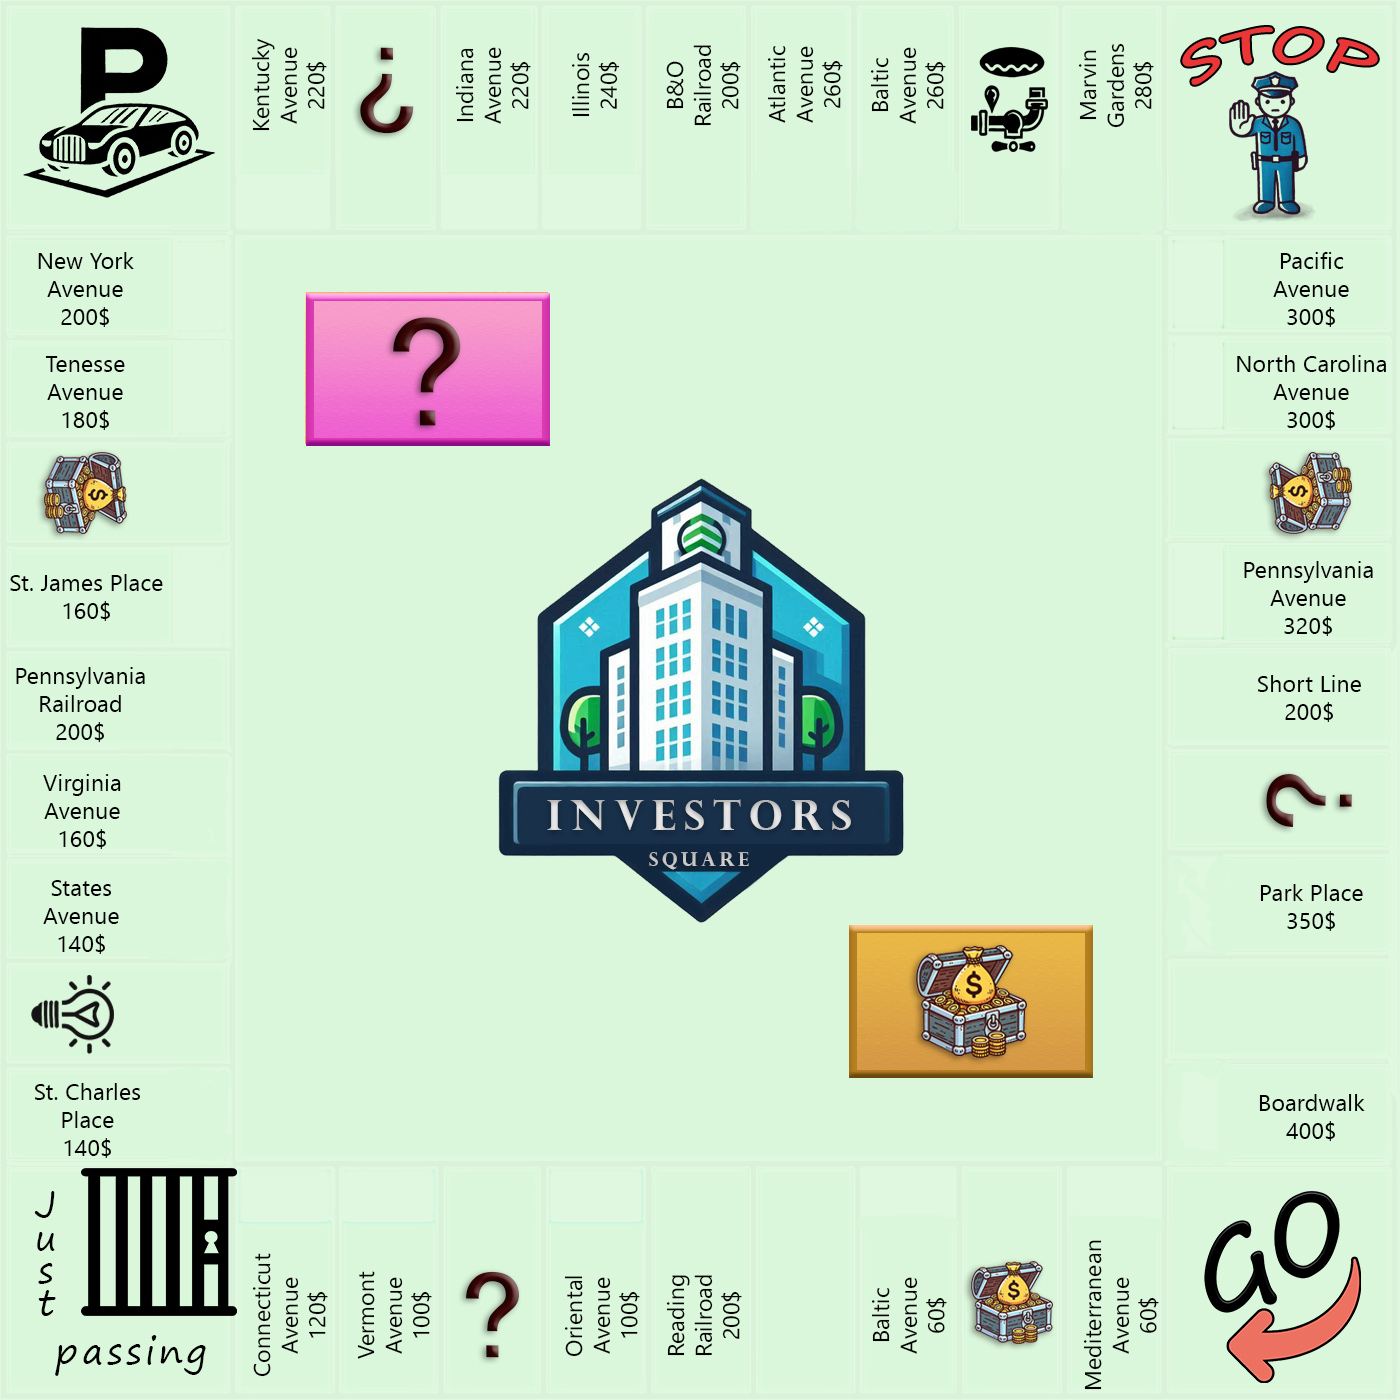 P
Kentucky
Avenue
220$
?
Indiana
Avenue
220$
Illinois
240$
B&O
Railroad
200$
Atlantic
Avenue
260$
Baltic
Avenue
260$
Marvin
Gardens
280$
STOP
New York
Avenue
200$
Tenesse
Avenue
180$
$
St. James Place
160$
Pennsylvania
Railroad
200$
Virginia
Avenue
160$
States
Avenue
140$
St. Charles
Place
140$
?
INVESTORS
SQUARE
$
Pacific
Avenue
300$
North Carolina
Avenue
300$
$
Pennsylvania
Avenue
320$
Short Line
200$
?
Park Place
350$
Boardwalk
400$
Just
passing
Connecticut
Avenue
120$
Vermont
Avenue
100$
?
Oriental
Avenue
100$
Reading
Railroad
200$
Baltic
Avenue
60$
$
Mediterranean
Avenue
60$
GO